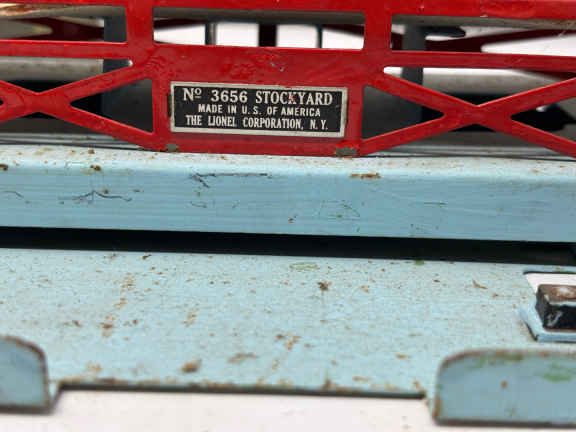 Nº 3656 STOCKYARD
MADE IN U.S. OF AMERICA
THE LIONEL CORPORATION, N.Y.